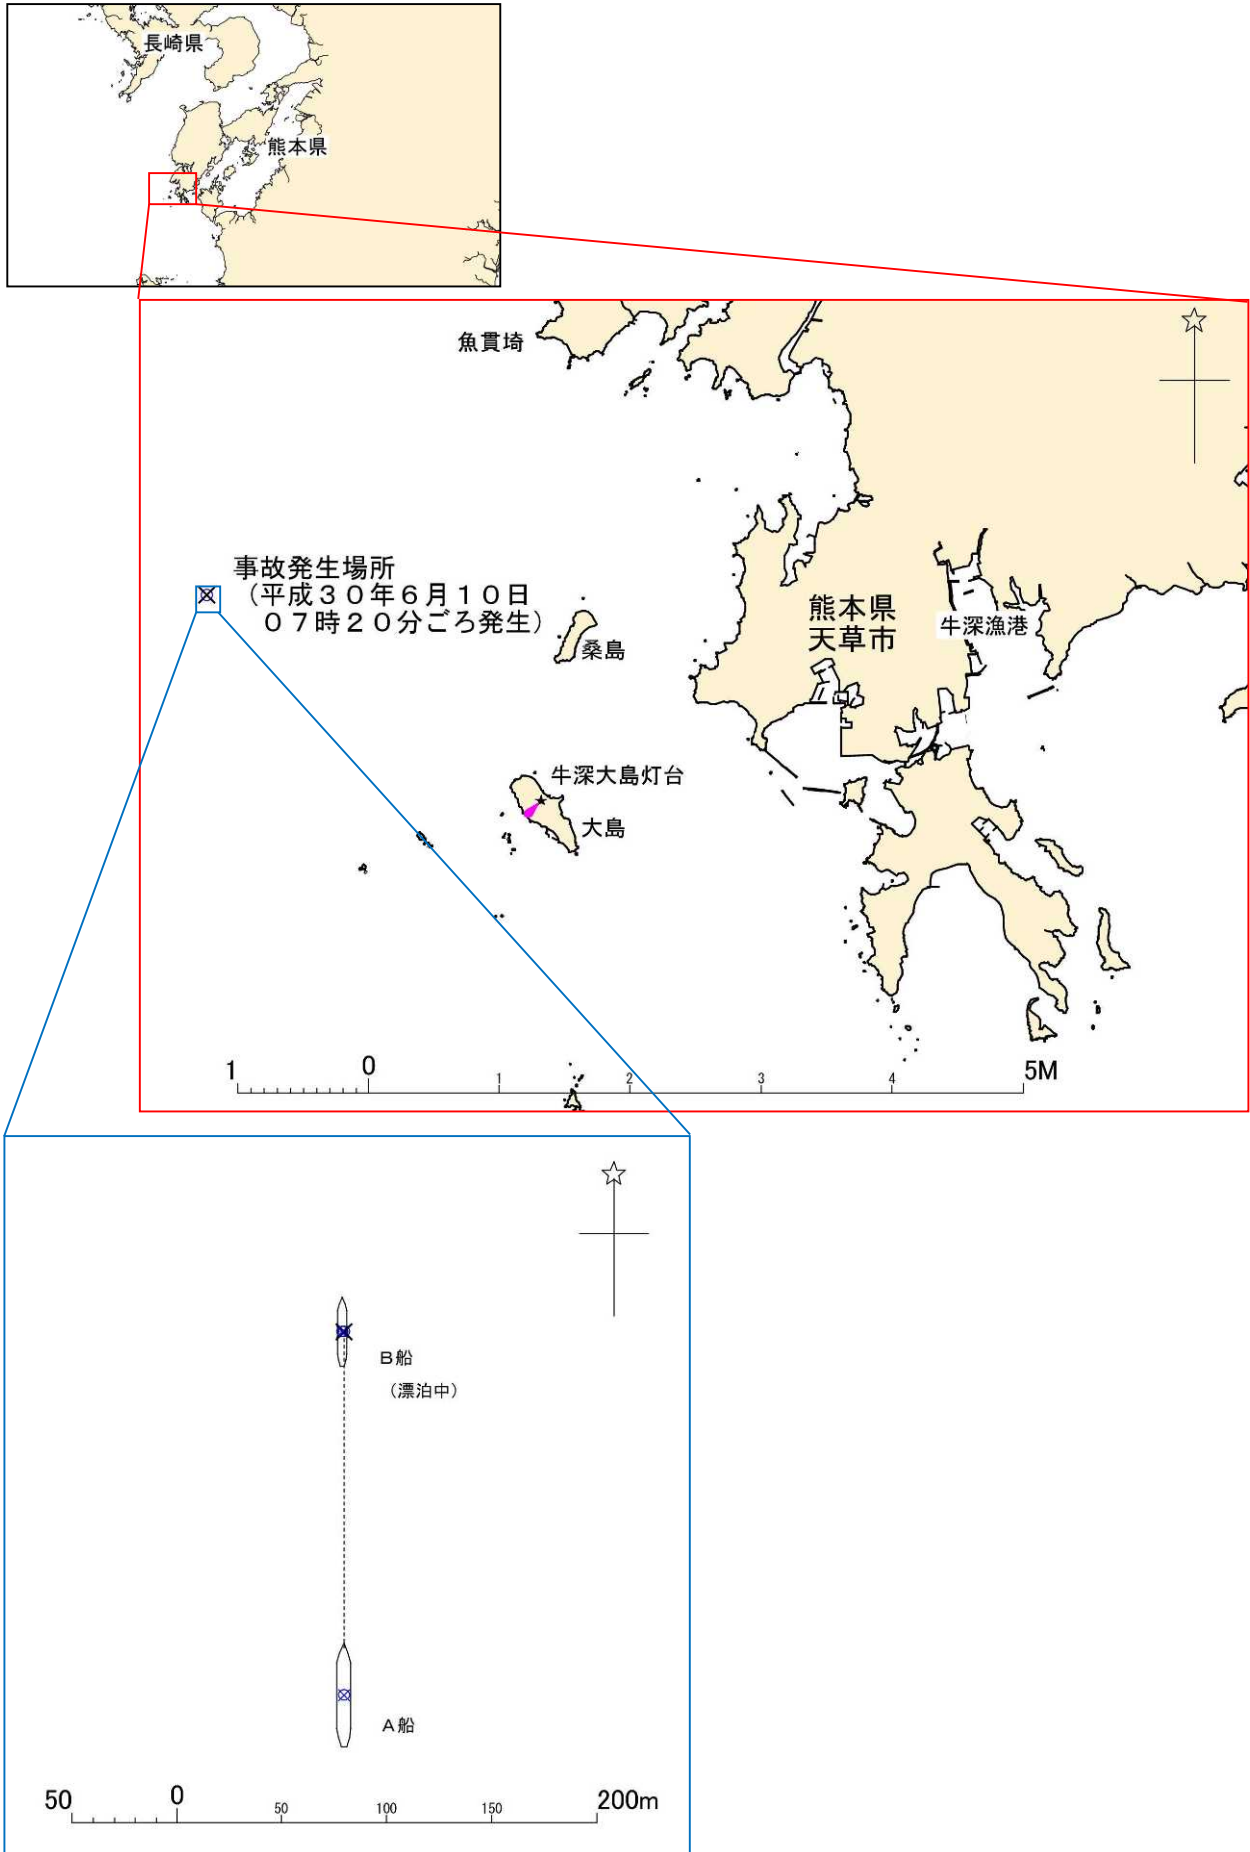 長崎県
熊本県
魚貫埼
事故発生場所
（平成３０年６月１０日
０７時２０分ごろ発生）
桑島
熊本県
天草市
牛深漁港
牛深大島灯台
大島
1 0 1 2 3 4 5M
Ｂ船
（漂泊中）
Ａ船
50 0 50 100 150 200m